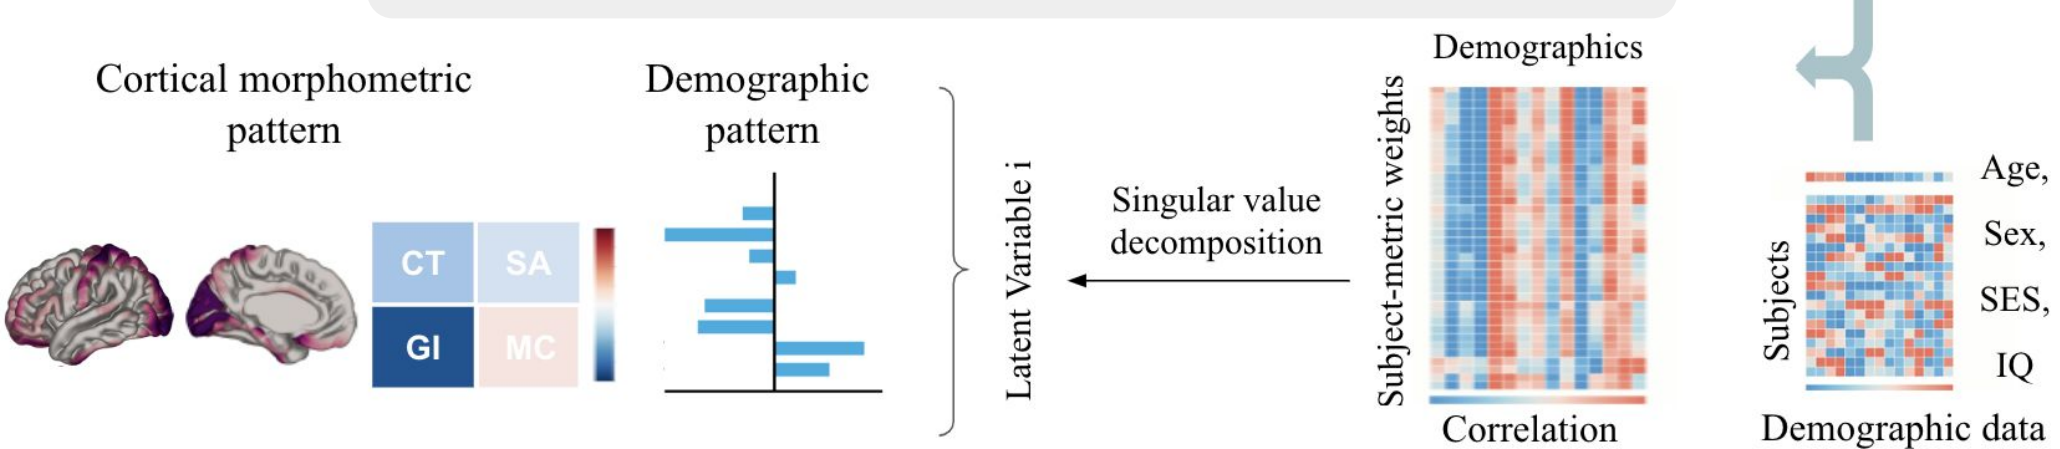 Cortical morphometric
pattern
CT
SA
GI
MC
Demographic
pattern
Latent Variable i
Singular value
decomposition
Demographics
Subject-metric weights
Correlation
Subjects
Age,
Sex,
SES,
IQ
Demographic data